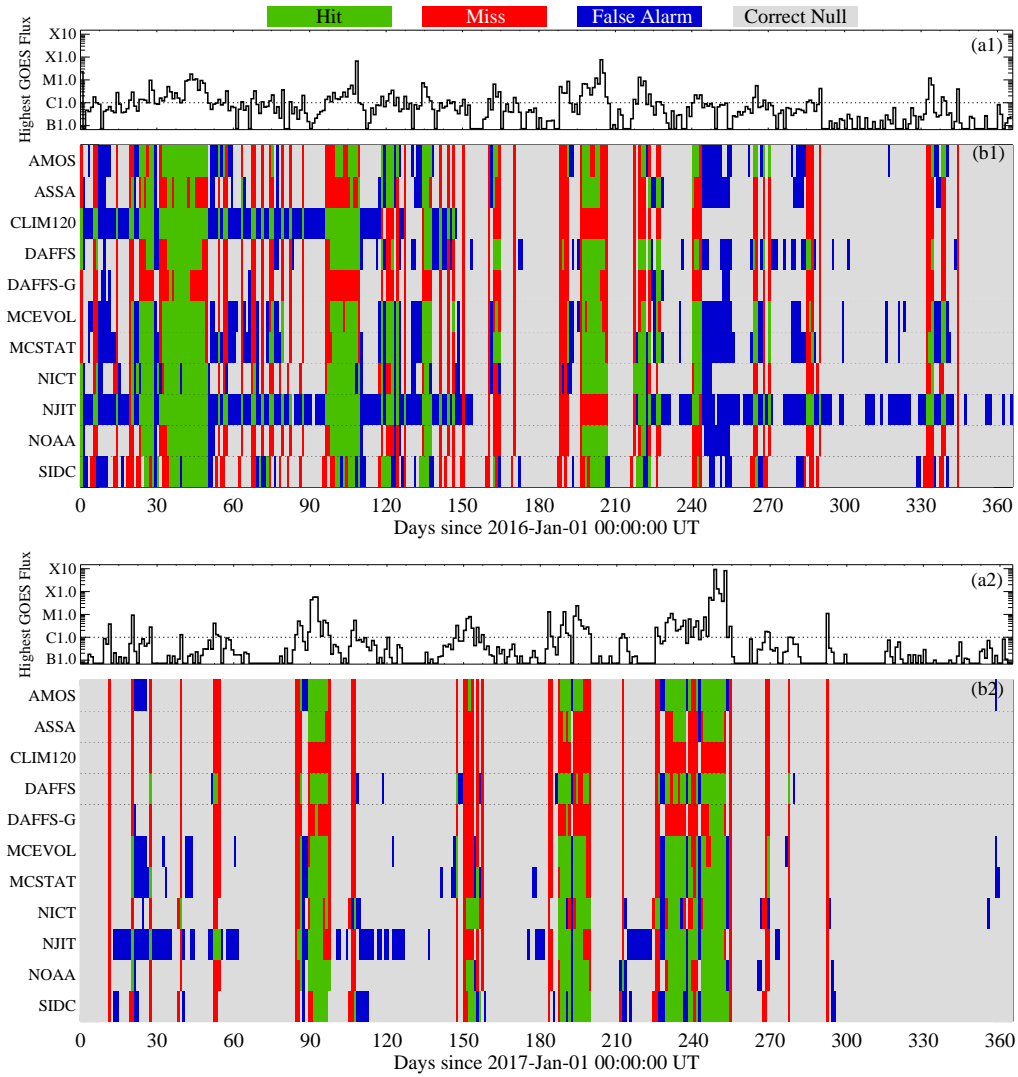 Hit Miss False Alarm Correct Null
Highest GOES Flux
X10
X1.0
M1.0
C1.0
B1.0
(a1)
(b1)
AMOS
ASSA
CLIM120
DAFFS
DAFFS-G
MCEVOL
MCSTAT
NICT
NJIT
NOAA
SIDC
0 30 60 90 120 150 180 210 240 270 300 330 360
Days since 2016-Jan-01 00:00:00 UT
Highest GOES Flux
X10
X1.0
M1.0
C1.0
B1.0
(a2)
(b2)
AMOS
ASSA
CLIM120
DAFFS
DAFFS-G
MCEVOL
MCSTAT
NICT
NJIT
NOAA
SIDC
0 30 60 90 120 150 180 210 240 270 300 330 360
Days since 2017-Jan-01 00:00:00 UT